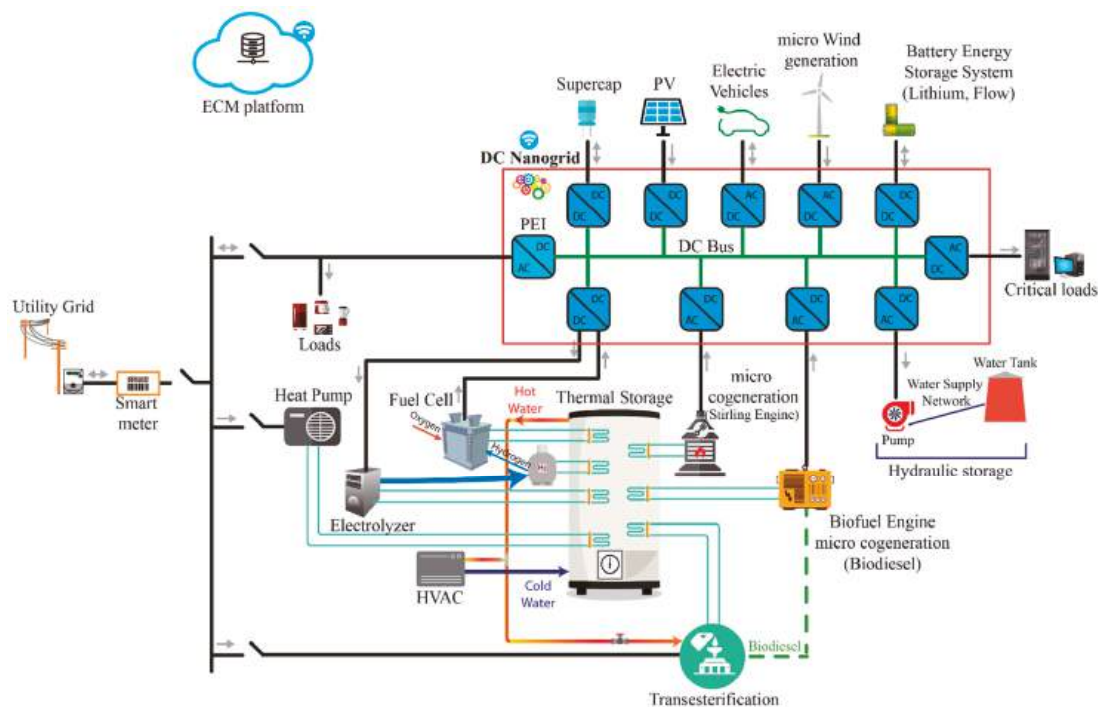 ECM platform
Supercap
PV
Electric
Vehicles
micro Wind
generation
Battery Energy
Storage System
(Lithium, Flow)
DC Nanogrid
DC
DC
DC
DC
AC
DC
AC
DC
DC
DC
PEI
DC
AC
DC Bus
AC
DC
Critical loads
DC
DC
DC
AC
DC
AC
DC
AC
Utility Grid
Smart
meter
Loads
Heat Pump
Fuel Cell
Oxygen
Hydrogen
H₂
Hot
Water
Thermal Storage
micro
cogeneration
(Stirling Engine)
Water Tank
Water Supply
Network
Pump
Hydraulic storage
Electrolyzer
Biofuel Engine
micro cogeneration
(Biodiesel)
HVAC
Cold
Water
Biodiesel
Transesterification